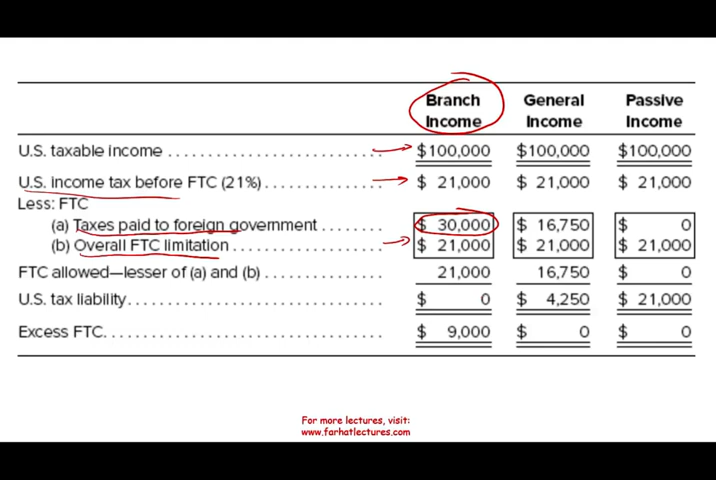 Branch General Passive
Income Income Income
U.S. taxable income . . . . . . . . . . . . . . . . . . . . . . . . . . . . $100,000 $100,000 $100,000
U.S. income tax before FTC (21%) . . . . . . . . . . . . . . . . $ 21,000 $ 21,000 $ 21,000
Less: FTC
(a) Taxes paid to foreign government . . . . . . . . $ 30,000 $ 16,750 $ 0
(b) Overall FTC limitation . . . . . . . . . . . . . . . . . . . $ 21,000 $ 21,000 $ 21,000
FTC allowed—lesser of (a) and (b) . . . . . . . . . . . . . . . 21,000 16,750 $ 0
U.S. tax liability . . . . . . . . . . . . . . . . . . . . . . . . . . . . . . . . . $ 0 $ 4,250 $ 21,000
Excess FTC . . . . . . . . . . . . . . . . . . . . . . . . . . . . . . . . . . . . $ 9,000 $ 0 $ 0
For more lectures, visit:
www.farhatlectures.com